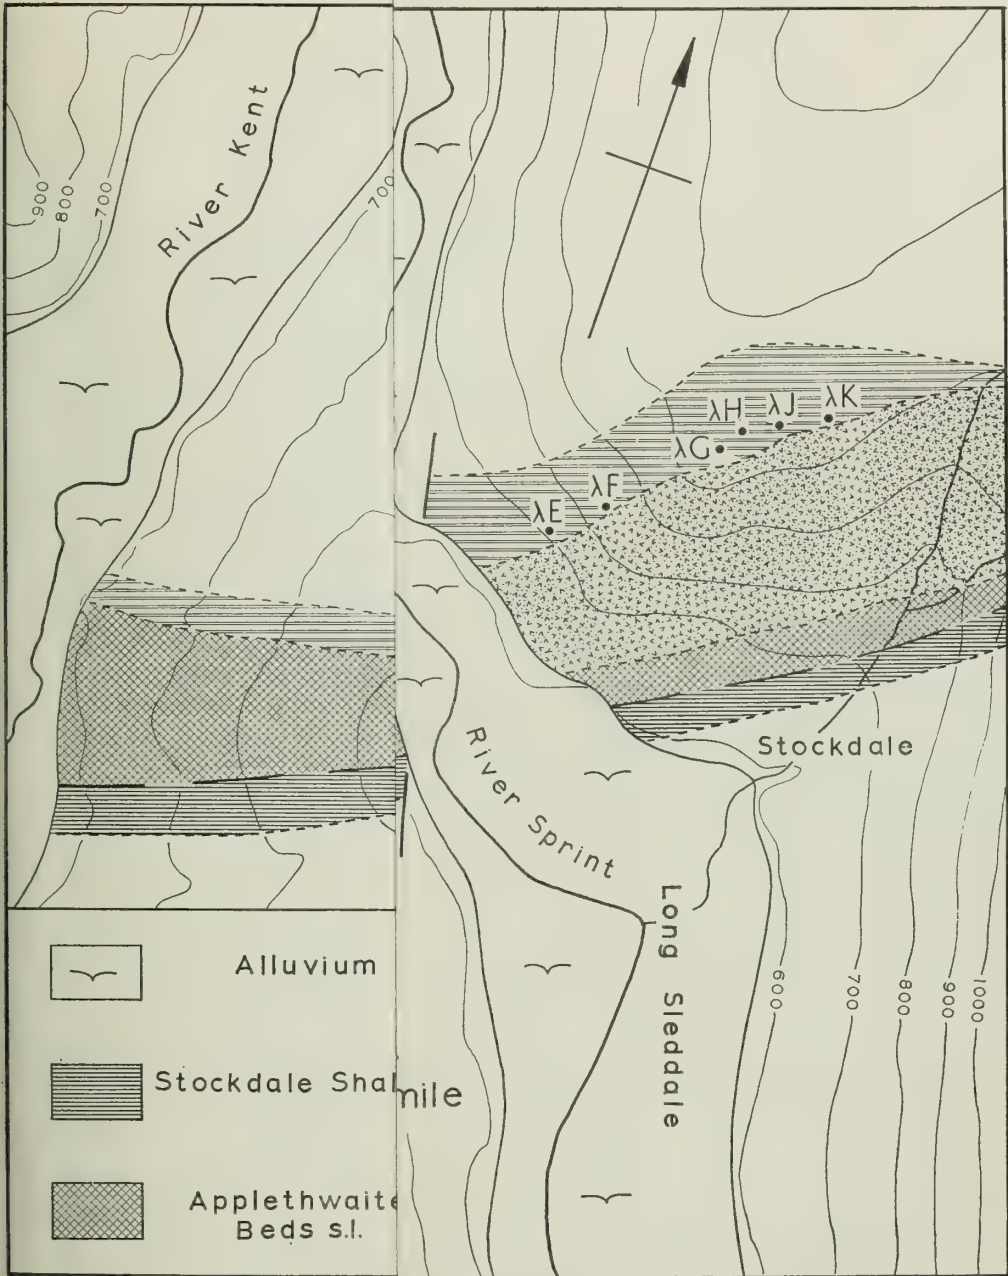 900
800
700
River Kent
700
λH
λJ
λK
λG
λF
λE
Stockdale
River Sprint
Long Sleddale
600
700
800
900
1000
Alluvium
Stockdale Shal
mile
Applethwaite
Beds s.l.